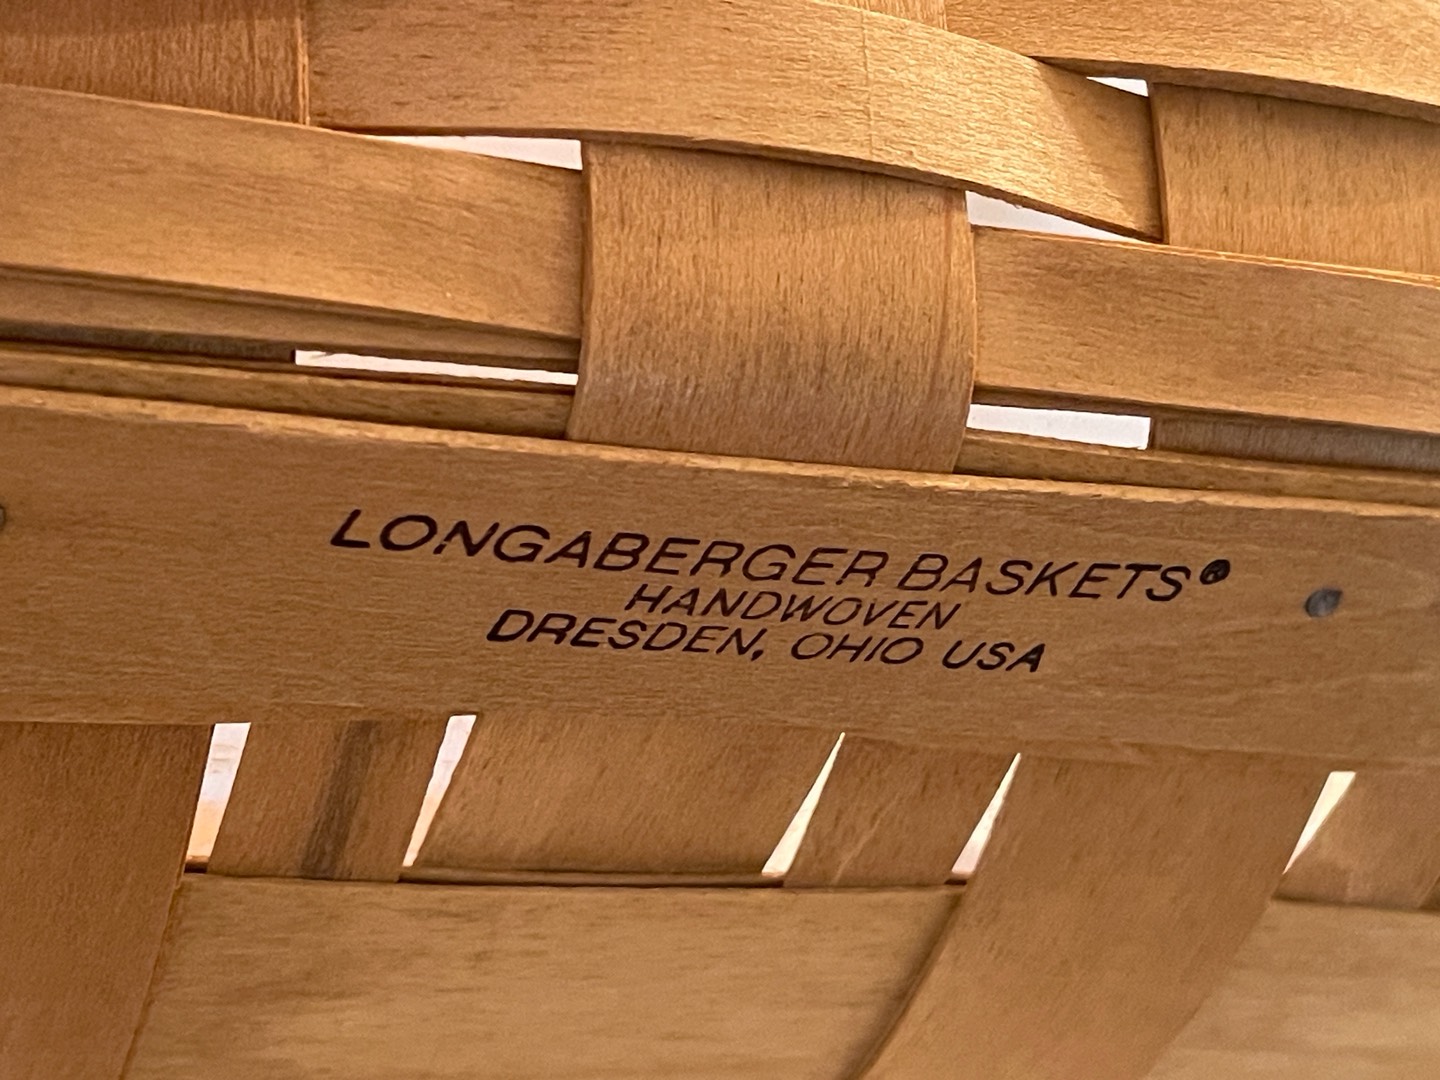 LONGABERGER BASKETS®
HANDWOVEN
DRESDEN, OHIO USA